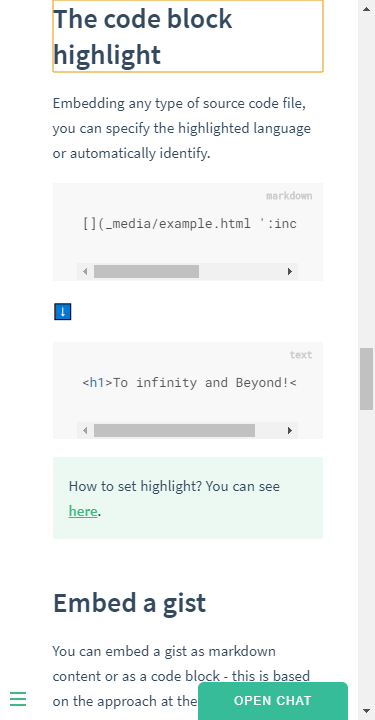 The code block
highlight
Embedding any type of source code file,
you can specify the highlighted language
or automatically identify.
markdown
[](_media/example.html ':inc
↓
text
<h1>To infinity and Beyond!<
How to set highlight? You can see
here.
Embed a gist
You can embed a gist as markdown
content or as a code block - this is based
on the approach at the
OPEN CHAT